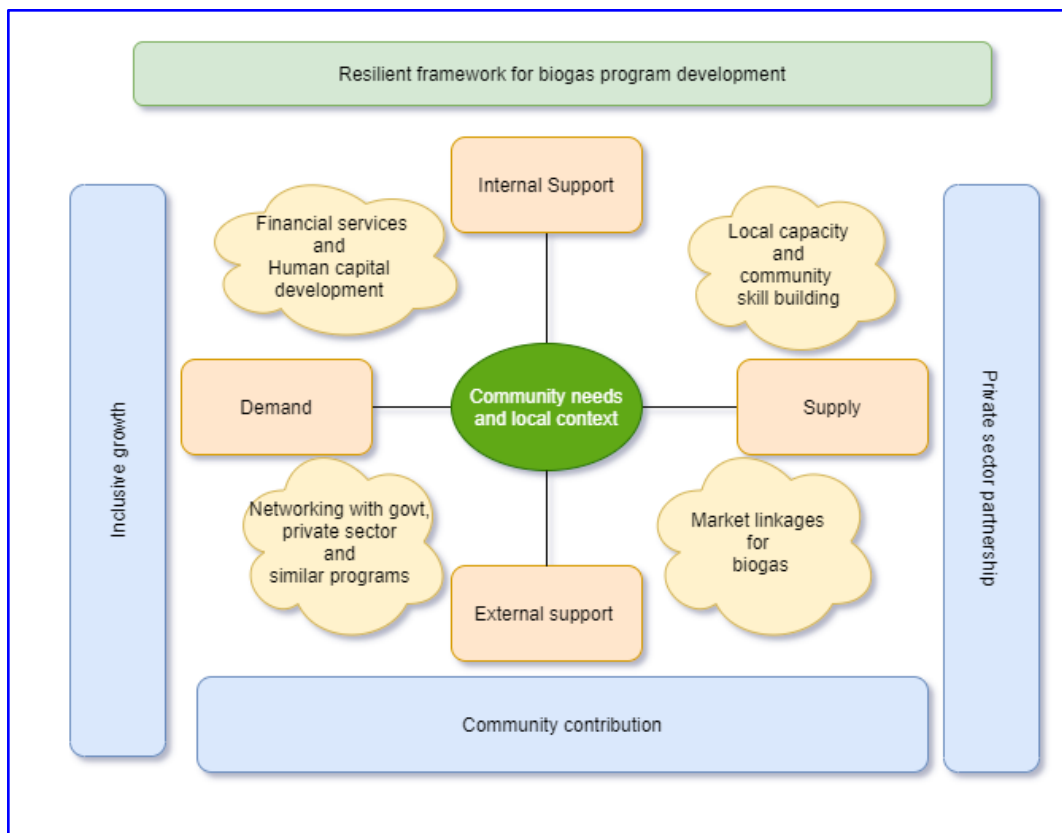 Resilient framework for biogas program development
Internal Support
Financial services
and
Human capital
development
Local capacity
and
community
skill building
Inclusive growth
Demand
Community needs
and local context
Supply
Private sector partnership
Networking with govt,
private sector
and
similar programs
Market linkages
for
biogas
External support
Community contribution